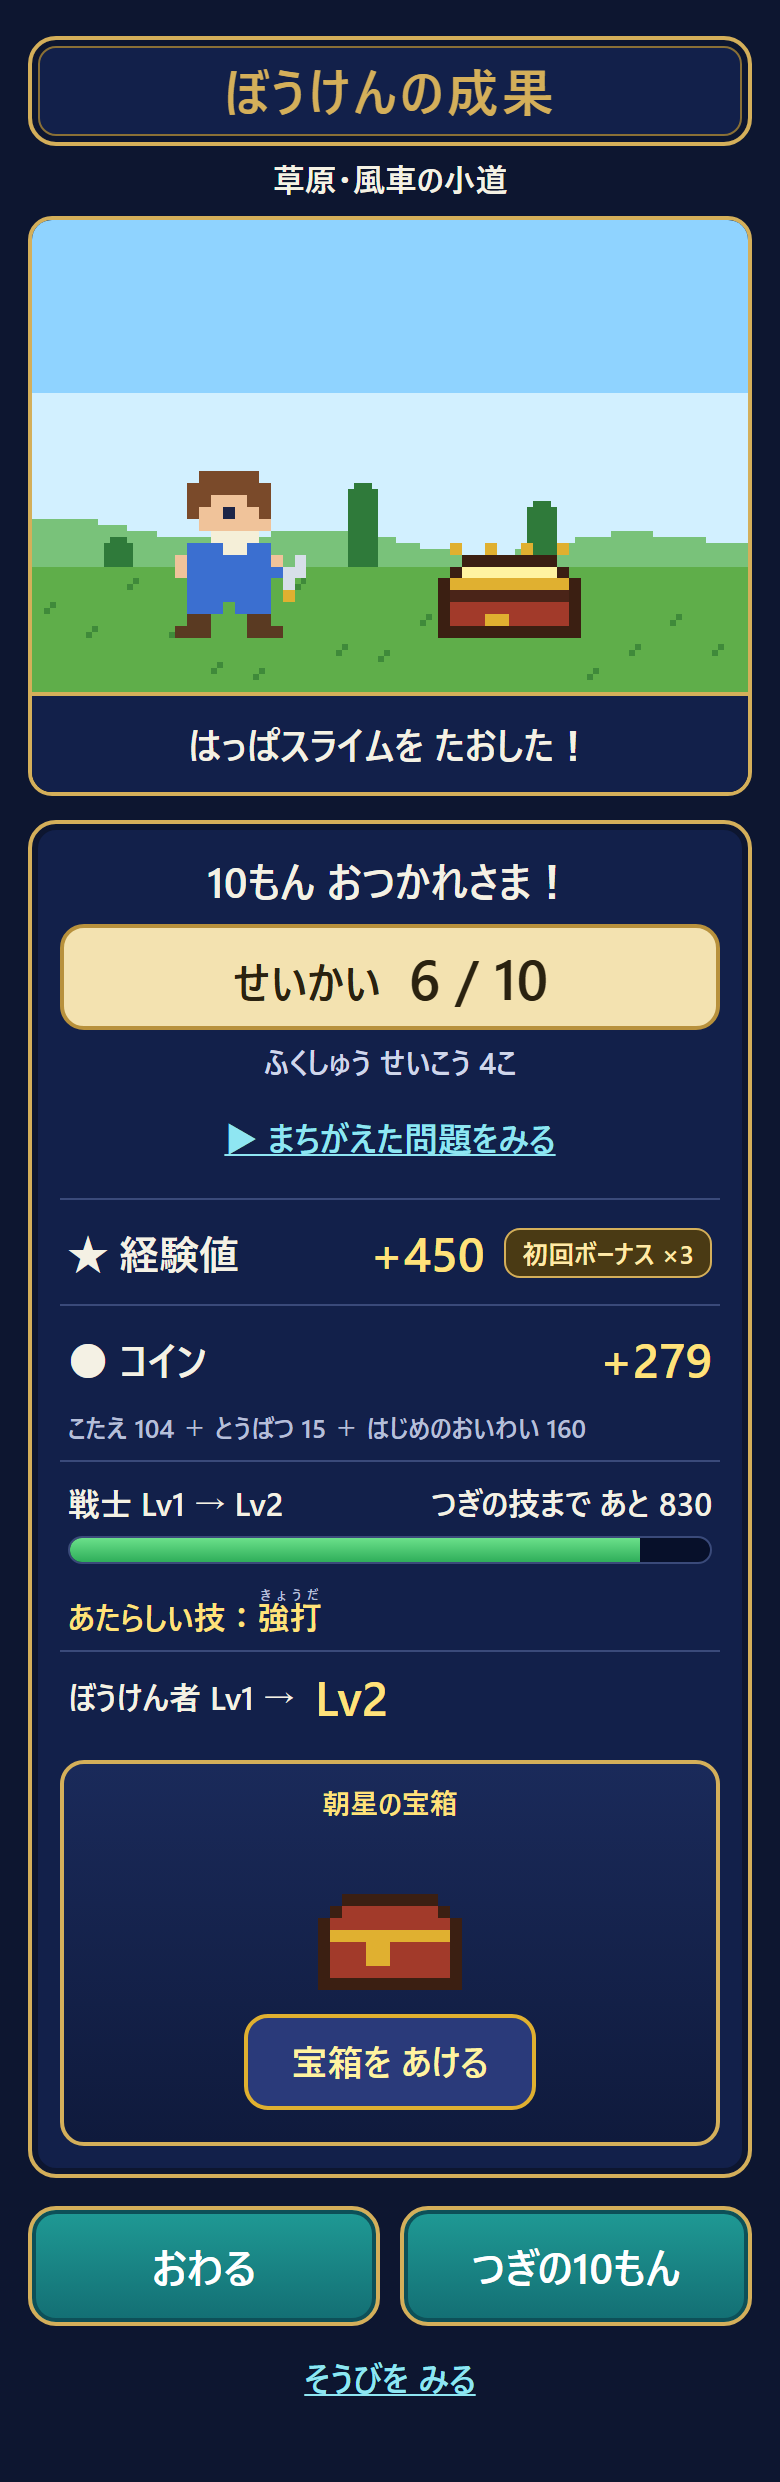 ぼうけんの成果
草原・風車の小道
はっぱスライムを たおした！
10もん おつかれさま！
せいかい 6 / 10
ふくしゅう せいこう 4こ
▶ まちがえた問題をみる
★ 経験値 +450 初回ボーナス ×3
● コイン +279
こたえ 104 ＋ とうばつ 15 ＋ はじめのおいわい 160
戦士 Lv1 → Lv2 つぎの技まで あと 830
きょうだ
あたらしい技：強打
ぼうけん者 Lv1 → Lv2
朝星の宝箱
宝箱を あける
おわる つぎの10もん
そうびを みる